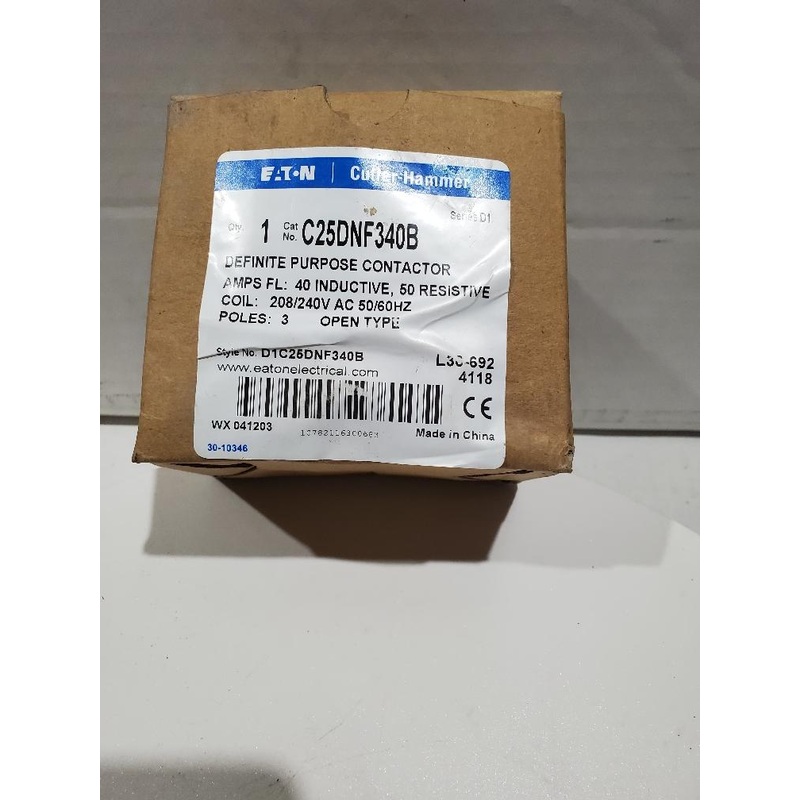 EATON | Cutler-Hammer
Series D1
Qty. 1 Cat No. C25DNF340B
DEFINITE PURPOSE CONTACTOR
AMPS FL: 40 INDUCTIVE, 50 RESISTIVE
COIL: 208/240V AC 50/60HZ
POLES: 3 OPEN TYPE
Style No. D1C25DNF340B
www.eatonelectrical.com
4118
CE
WX 041203
Made in China
30-10346